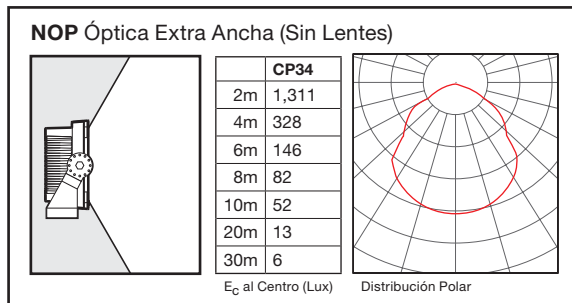 NOP Óptica Extra Ancha (Sin Lentes)
CP34
2m 1,311
4m 328
6m 146
8m 82
10m 52
20m 13
30m 6
EC al Centro (Lux)
Distribución Polar